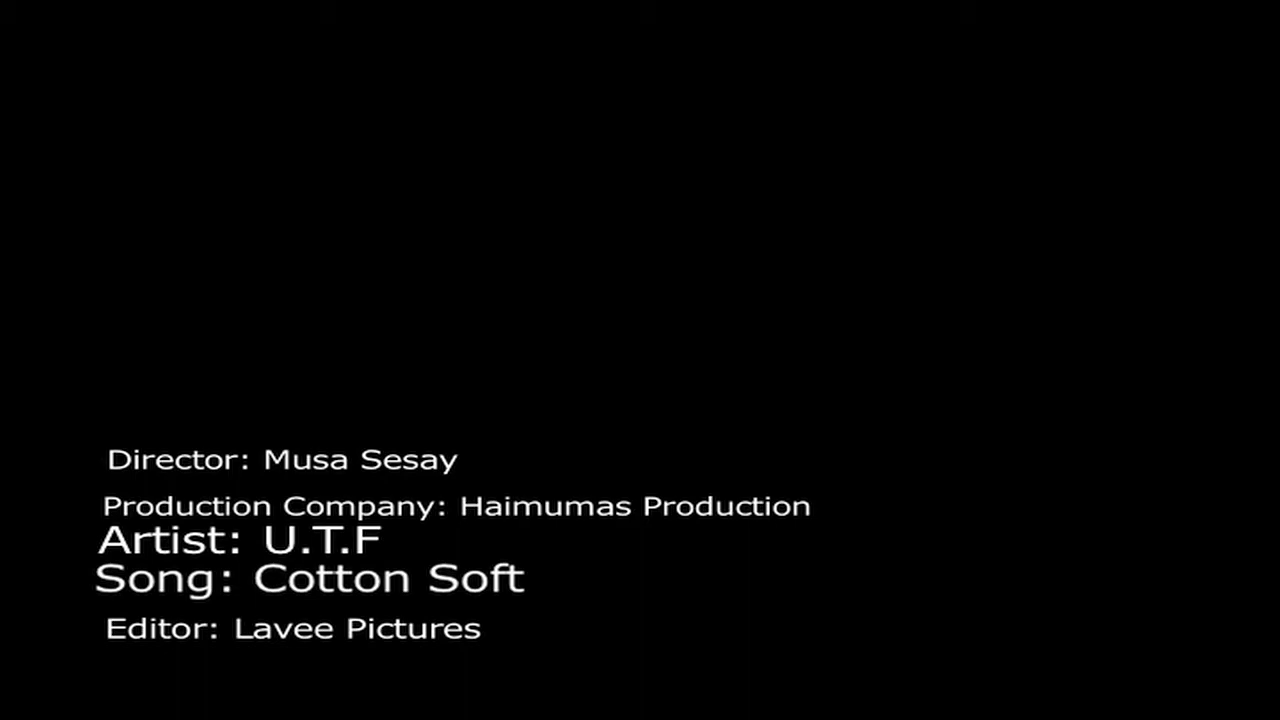 Director: Musa Sesay
Production Company: Haimumas Production
Artist: U.T.F
Song: Cotton Soft
Editor: Lavee Pictures